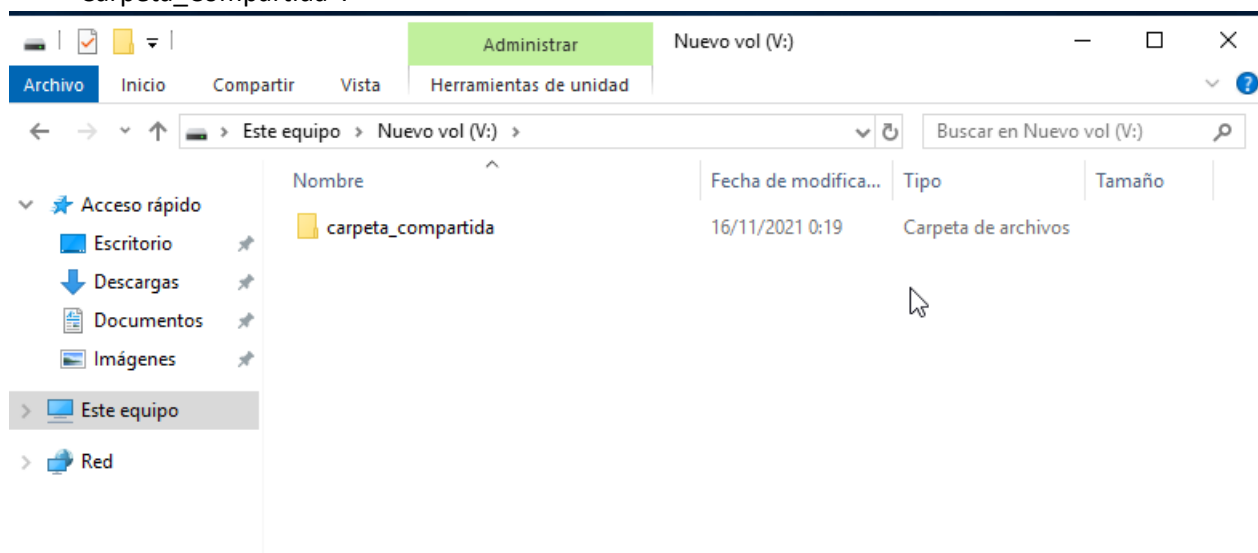 carpeta_compartida".
Administrar
Nuevo vol (V:)
Archivo Inicio Compartir Vista Herramientas de unidad
Este equipo > Nuevo vol (V:) >
Buscar en Nuevo vol (V:)
Nombre Fecha de modifica... Tipo Tamaño
Acceso rápido
carpeta_compartida 16/11/2021 0:19 Carpeta de archivos
Escritorio
Descargas
Documentos
Imágenes
Este equipo
Red